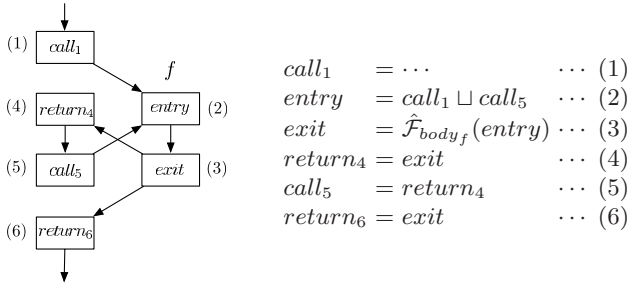 (1) call₁
f
(4) return₄ entry (2)
(5) call₅ exit (3)
(6) return₆
call₁ = ⋯ ⋯ (1)
entry = call₁ ⊔ call₅ ⋯ (2)
exit = 𝓕̂_{body_f}(entry) ⋯ (3)
return₄ = exit ⋯ (4)
call₅ = return₄ ⋯ (5)
return₆ = exit ⋯ (6)